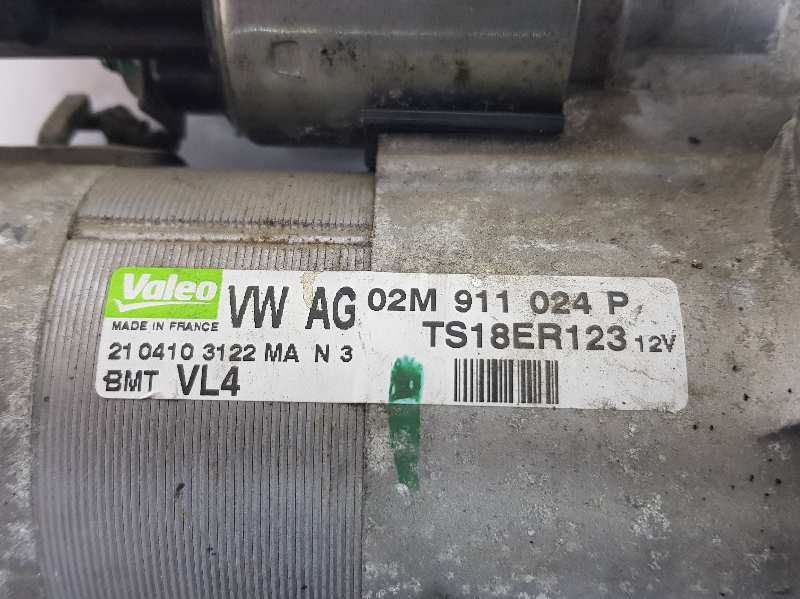 Valeo VW AG 02M 911 024 P
MADE IN FRANCE TS18ER123 12V
21 0410 3122 MA N 3
BMT VL4